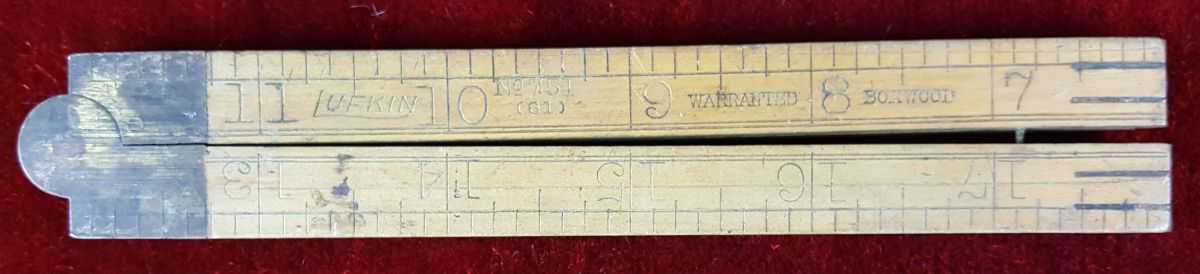 11 LUFKIN 10 No 751 9 WARRANTED 8 BOXWOOD 7
(61)
17 16 15 14 13